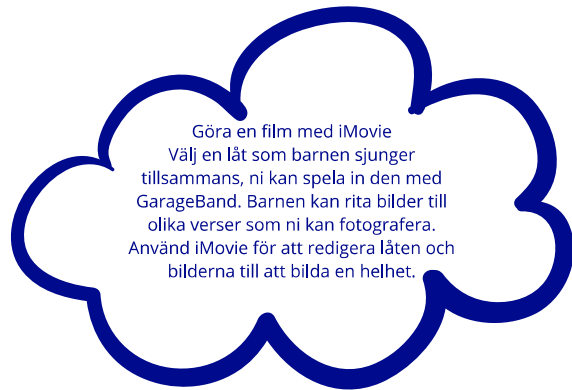 Göra en film med iMovie
Välj en låt som barnen sjunger
tillsammans, ni kan spela in den med
GarageBand. Barnen kan rita bilder till
olika verser som ni kan fotografera.
Använd iMovie för att redigera låten och
bilderna till att bilda en helhet.